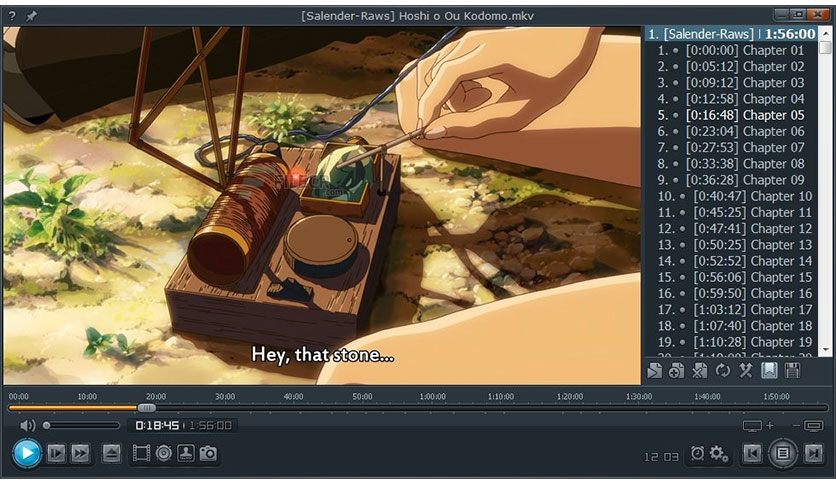 [Salender-Raws] Hoshi o Ou Kodomo.mkv
1. [Salender-Raws] | 1:56:00
1. [0:00:00] Chapter 01
2. [0:05:12] Chapter 02
3. [0:09:12] Chapter 03
4. [0:12:58] Chapter 04
5. [0:16:48] Chapter 05
6. [0:23:04] Chapter 06
7. [0:27:53] Chapter 07
8. [0:33:38] Chapter 08
9. [0:36:28] Chapter 09
10. [0:40:47] Chapter 10
11. [0:45:25] Chapter 11
12. [0:47:41] Chapter 12
13. [0:50:25] Chapter 13
14. [0:52:52] Chapter 14
15. [0:56:06] Chapter 15
16. [0:59:50] Chapter 16
17. [1:03:12] Chapter 17
18. [1:07:40] Chapter 18
19. [1:10:28] Chapter 19
Hey, that stone...
00:00 10:00 20:00 30:00 40:00 50:00 1:00:00 1:10:00 1:20:00 1:30:00 1:40:00 1:50:00
0:18:45 | 1:56:00
12 03